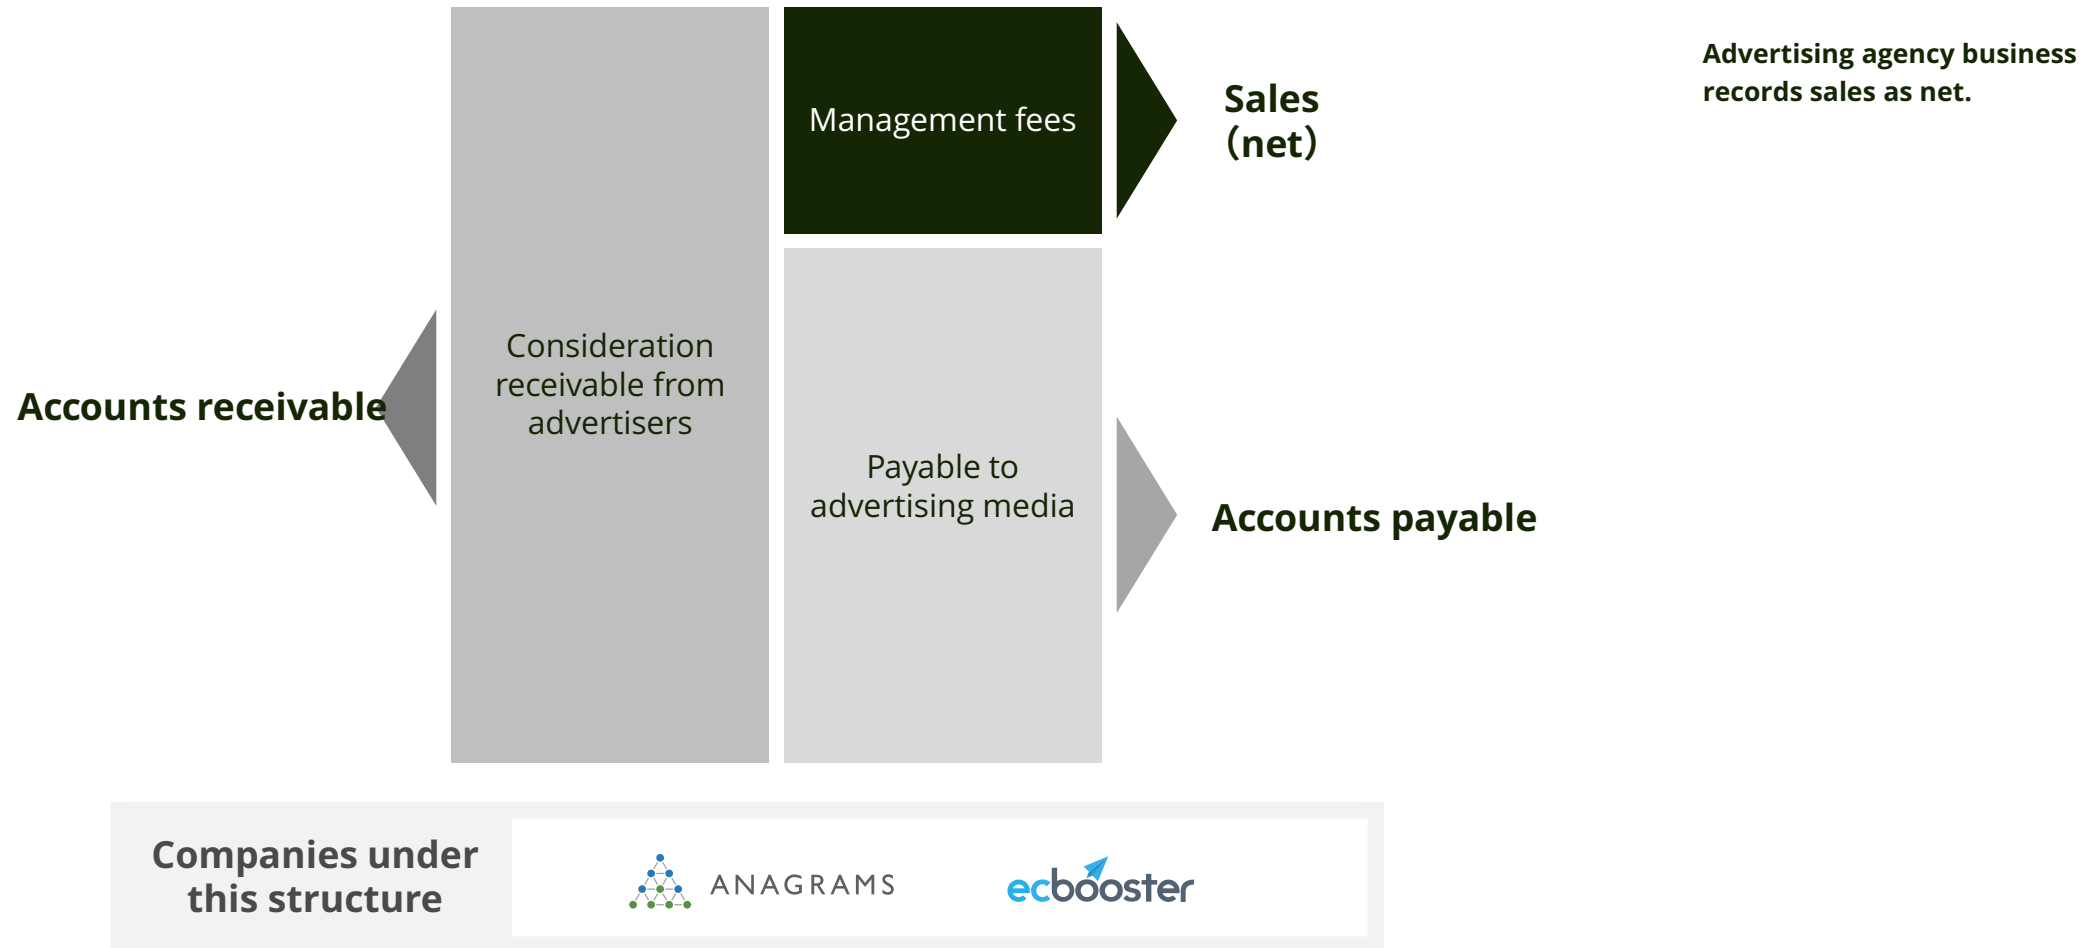 Management fees
Sales
(net)
Advertising agency business
records sales as net.
Accounts receivable
Consideration
receivable from
advertisers
Payable to
advertising media
Accounts payable
Companies under
this structure
ANAGRAMS
ecbooster